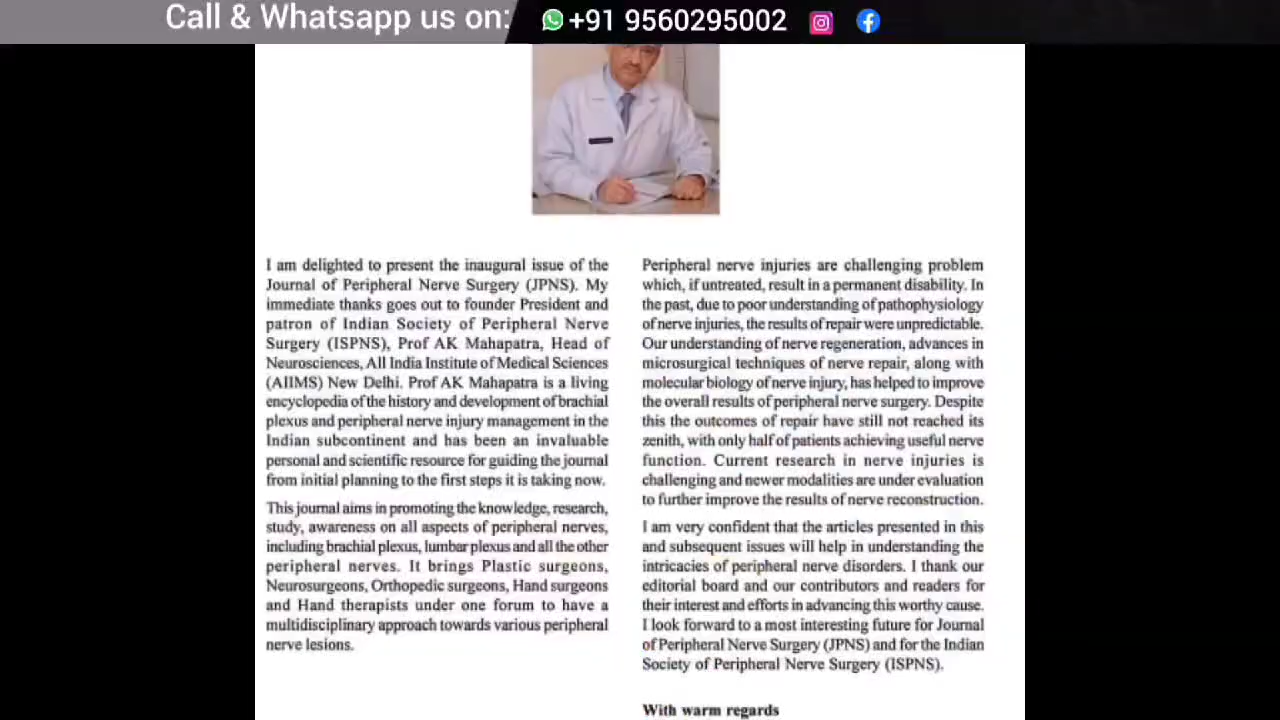 Call & Whatsapp us on: +91 9560295002
I am delighted to present the inaugural issue of the
Journal of Peripheral Nerve Surgery (JPNS). My
immediate thanks goes out to founder President and
patron of Indian Society of Peripheral Nerve
Surgery (ISPNS), Prof AK Mahapatra, Head of
Neurosciences, All India Institute of Medical Sciences
(AIIMS) New Delhi. Prof AK Mahapatra is a living
encyclopedia of the history and development of brachial
plexus and peripheral nerve injury management in the
Indian subcontinent and has been an invaluable
personal and scientific resource for guiding the journal
from initial planning to the first steps it is taking now.
This journal aims in promoting the knowledge, research,
study, awareness on all aspects of peripheral nerves,
including brachial plexus, lumbar plexus and all the other
peripheral nerves. It brings Plastic surgeons,
Neurosurgeons, Orthopedic surgeons, Hand surgeons
and Hand therapists under one forum to have a
multidisciplinary approach towards various peripheral
nerve lesions.
Peripheral nerve injuries are challenging problem
which, if untreated, result in a permanent disability. In
the past, due to poor understanding of pathophysiology
of nerve injuries, the results of repair were unpredictable.
Our understanding of nerve regeneration, advances in
microsurgical techniques of nerve repair, along with
molecular biology of nerve injury, has helped to improve
the overall results of peripheral nerve surgery. Despite
this the outcomes of repair have still not reached its
zenith, with only half of patients achieving useful nerve
function. Current research in nerve injuries is
challenging and newer modalities are under evaluation
to further improve the results of nerve reconstruction.
I am very confident that the articles presented in this
and subsequent issues will help in understanding the
intricacies of peripheral nerve disorders. I thank our
editorial board and our contributors and readers for
their interest and efforts in advancing this worthy cause.
I look forward to a most interesting future for Journal
of Peripheral Nerve Surgery (JPNS) and for the Indian
Society of Peripheral Nerve Surgery (ISPNS).
With warm regards